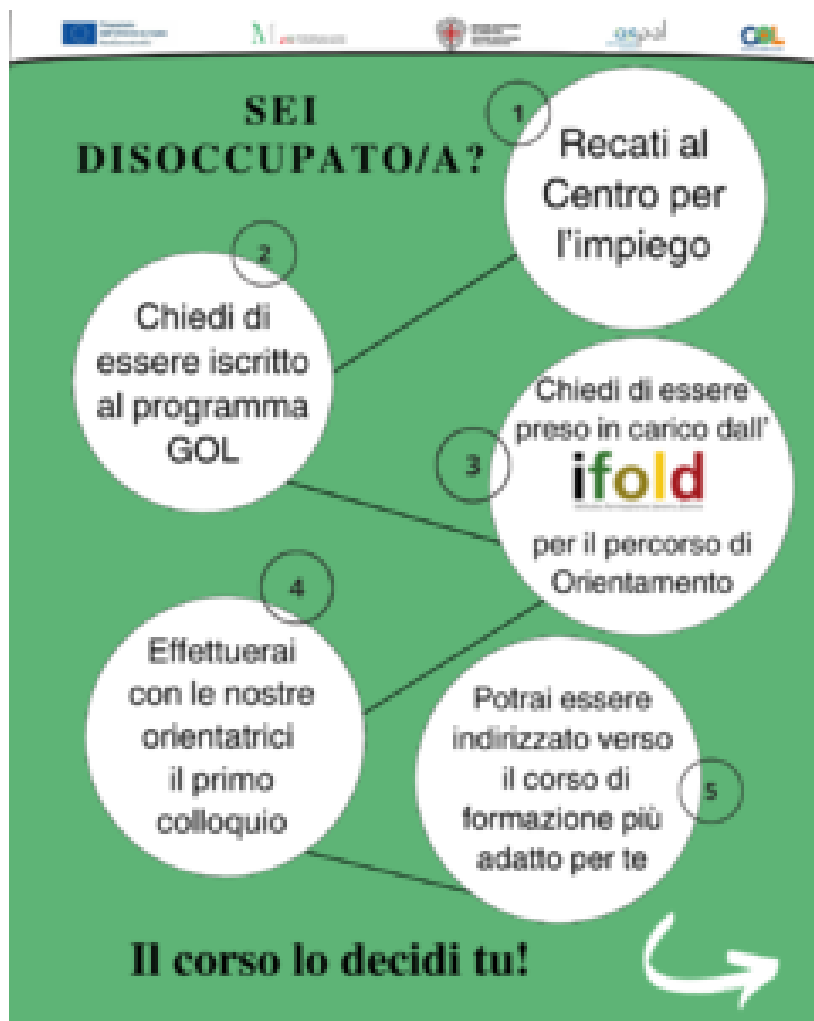 aspal
GOL
SEI
DISOCCUPATO/A?
1
Recati al
Centro per
l'impiego
2
Chiedi di
essere iscritto
al programma
GOL
3
Chiedi di essere
preso in carico dall'
ifold
per il percorso di
Orientamento
4
Effettuerai
con le nostre
orientatrici
il primo
colloquio
5
Potrai essere
indirizzato verso
il corso di
formazione più
adatto per te
Il corso lo decidi tu!